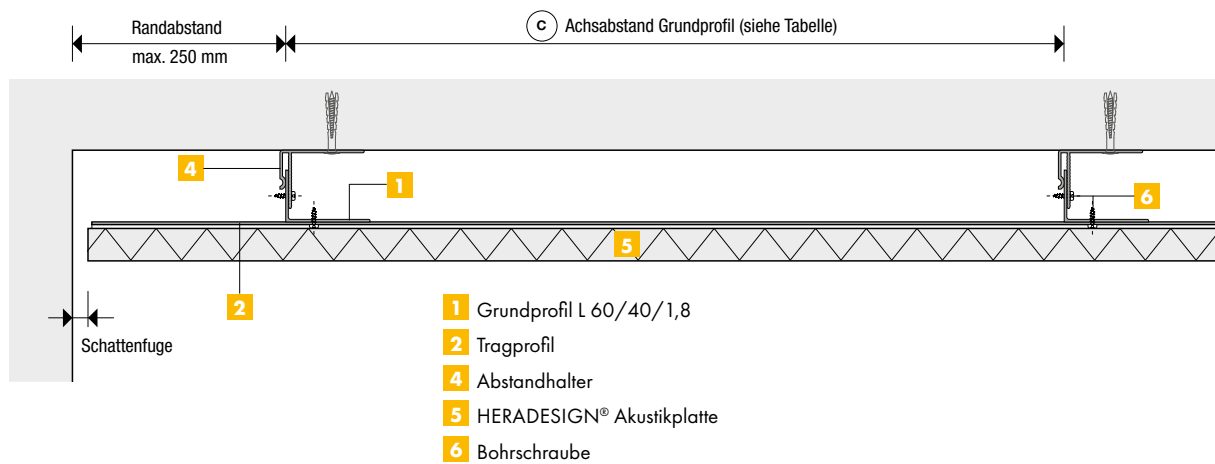 Randabstand
max. 250 mm
C Achsabstand Grundprofil (siehe Tabelle)
4
1
6
5
2
Schattenfuge
1 Grundprofil L 60/40/1,8
2 Tragprofil
4 Abstandhalter
5 HERADESIGN® Akustikplatte
6 Bohrschraube